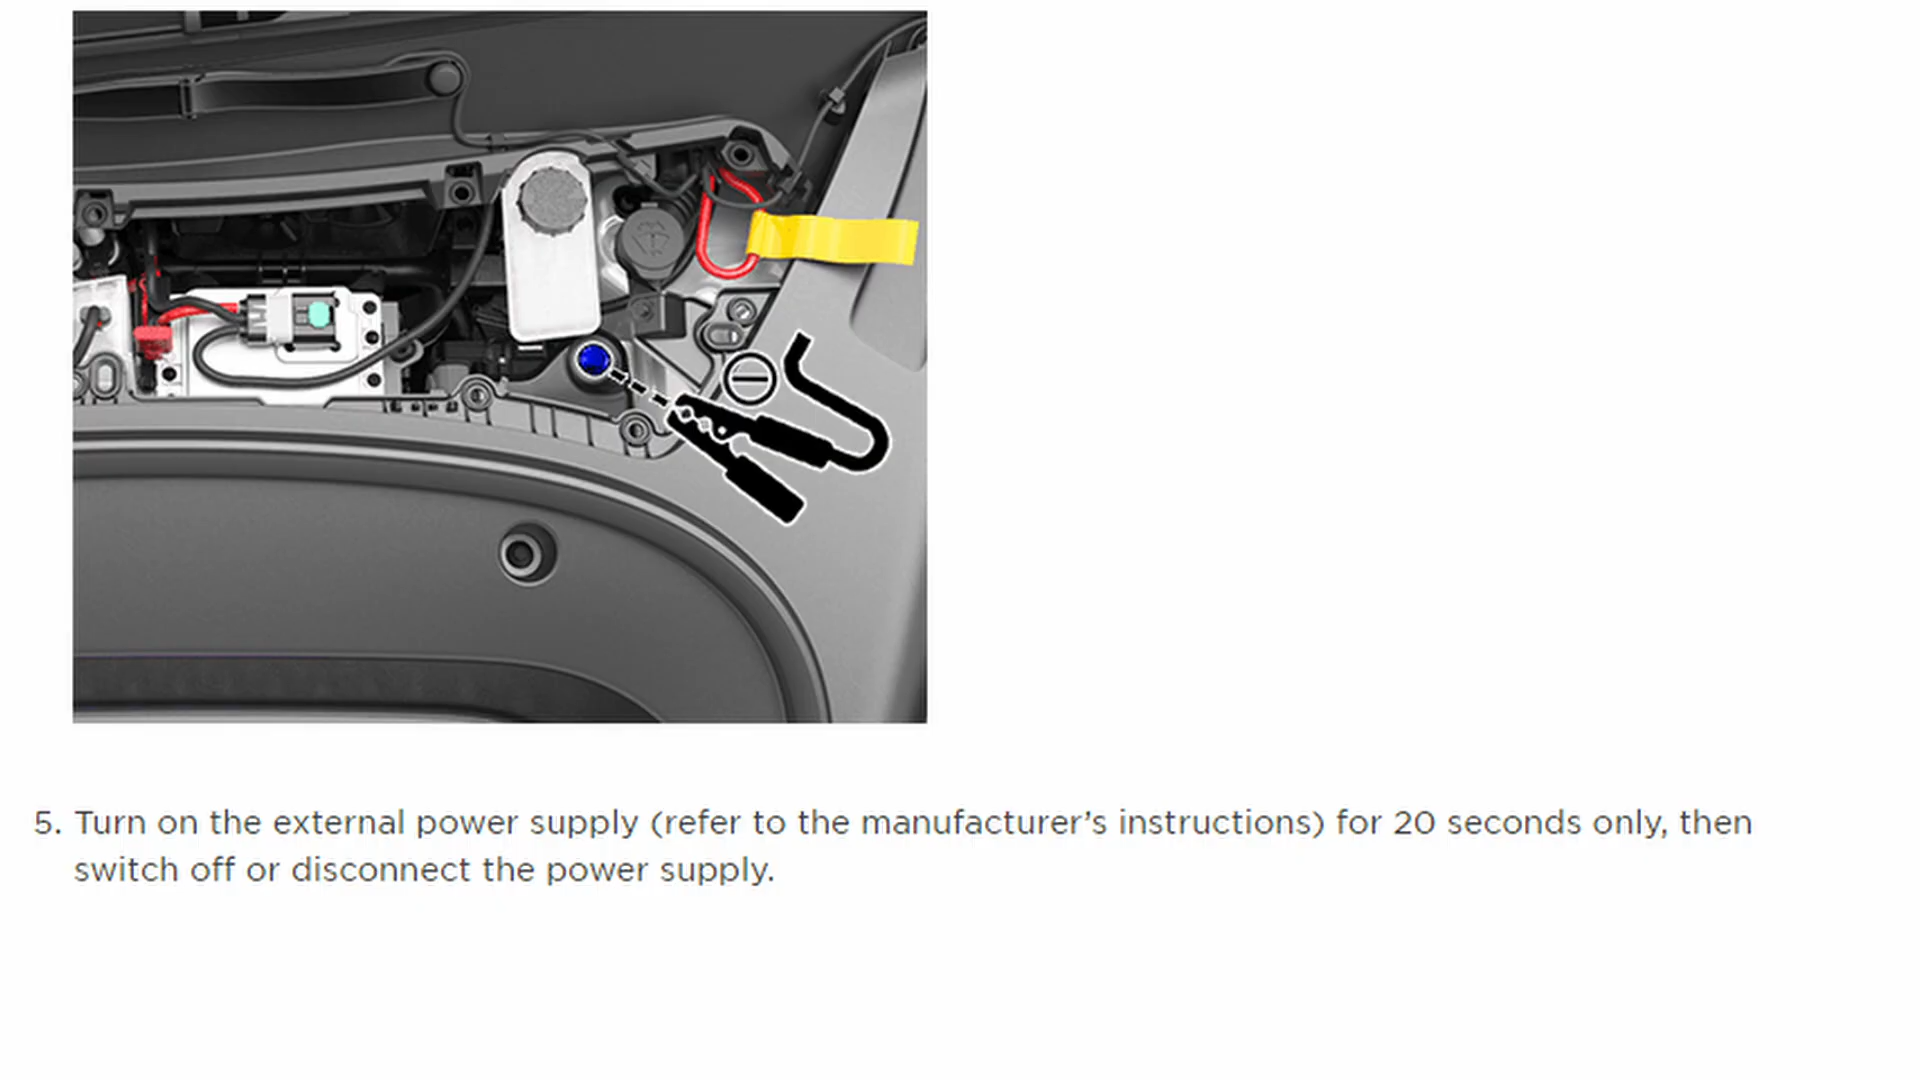 5. Turn on the external power supply (refer to the manufacturer’s instructions) for 20 seconds only, then
switch off or disconnect the power supply.